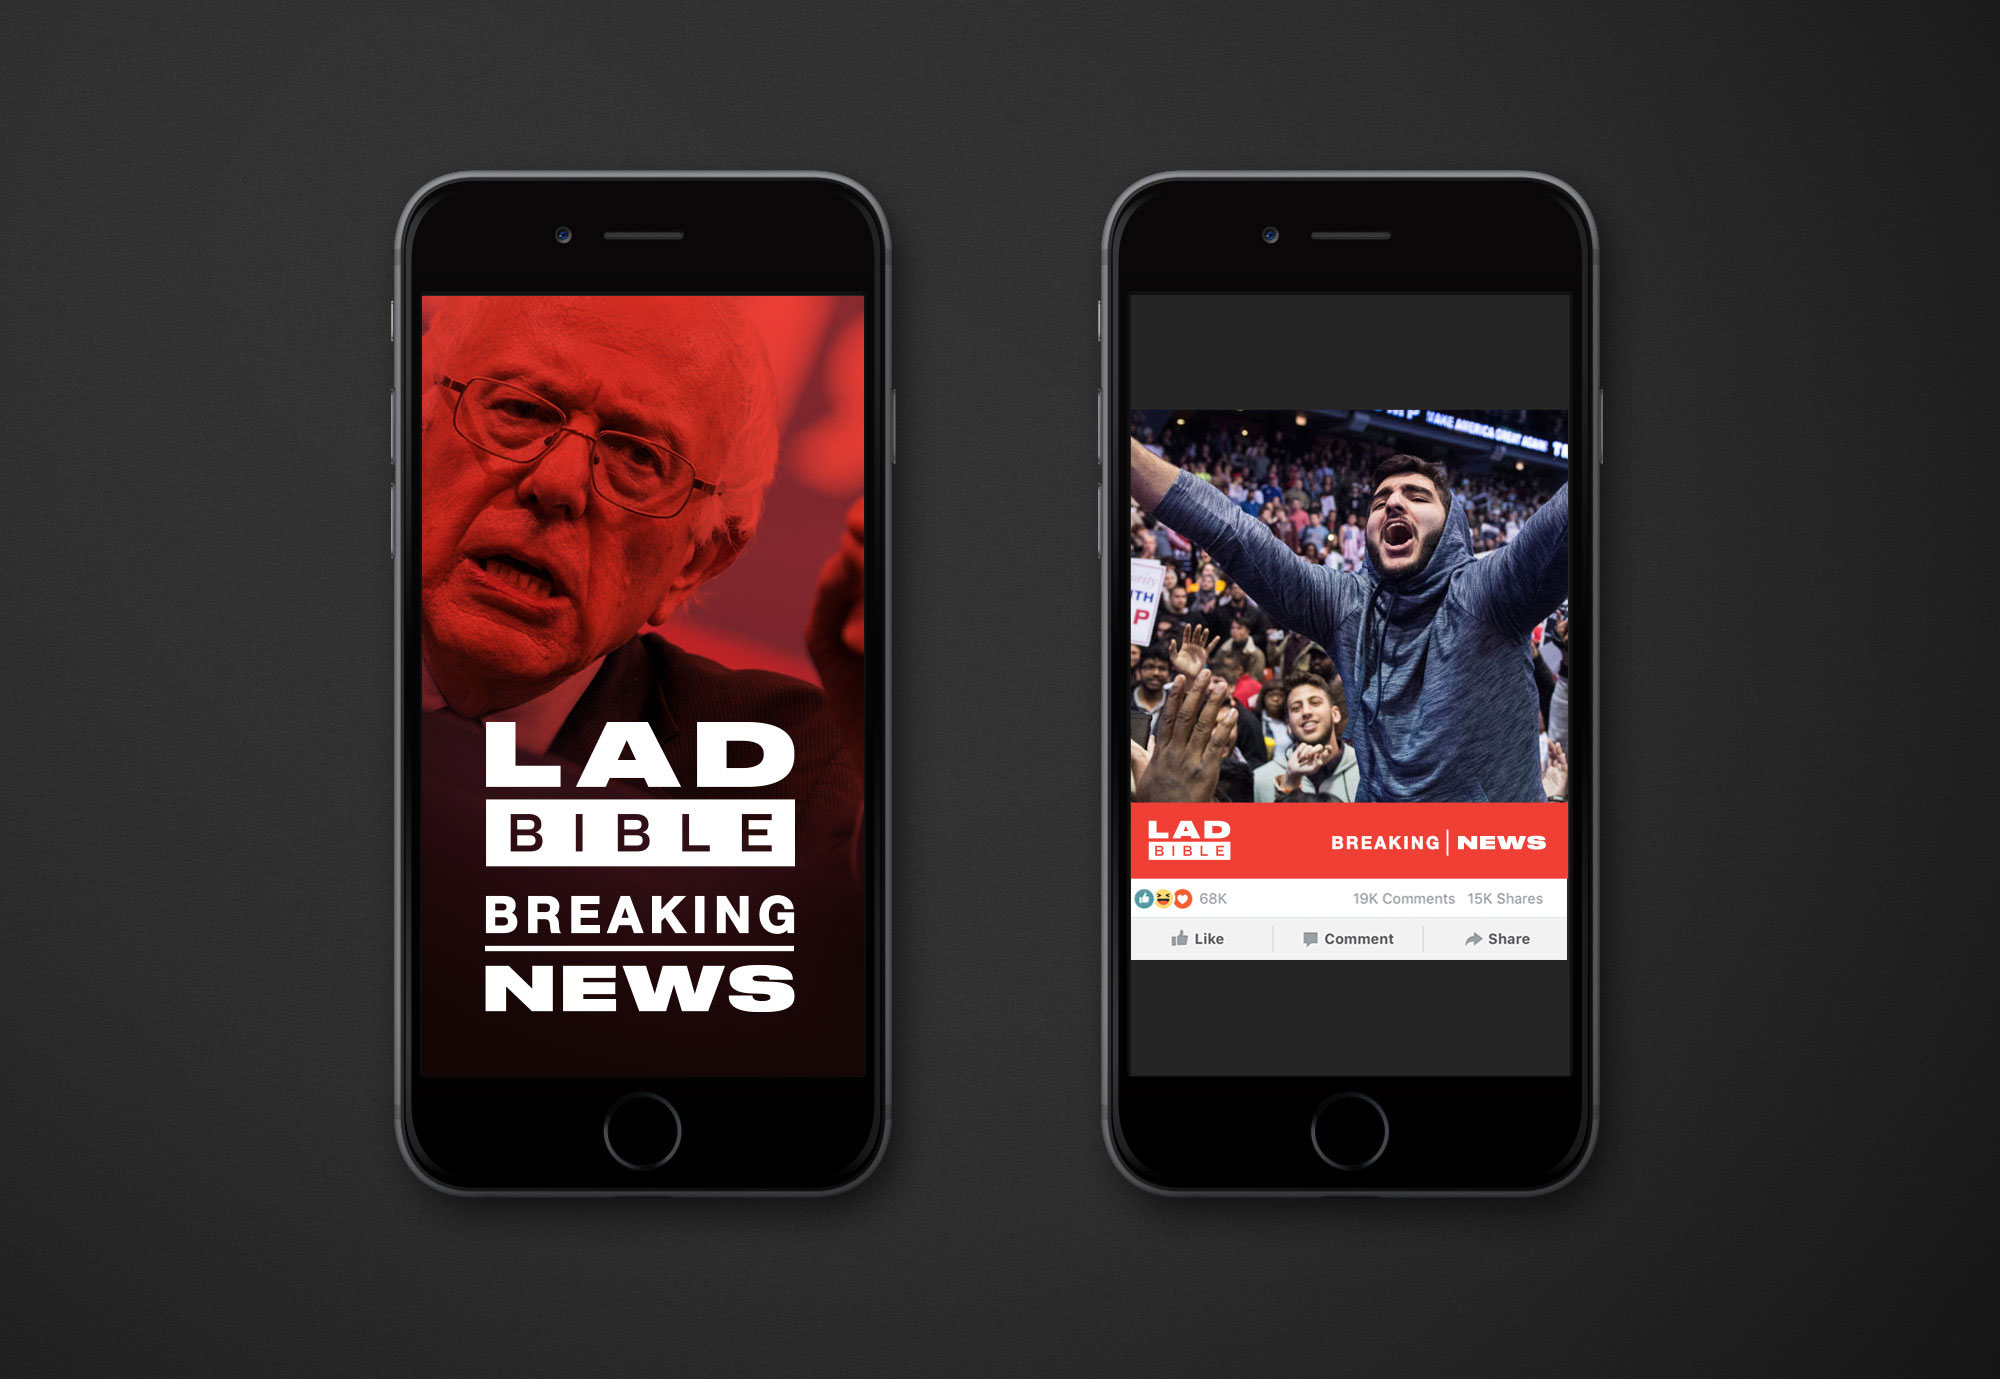 LAD
BIBLE
BREAKING
NEWS
MAKE AMERICA GREAT AGAIN
TH
P
LAD
BIBLE
BREAKING | NEWS
68K
19K Comments 15K Shares
Like
Comment
Share